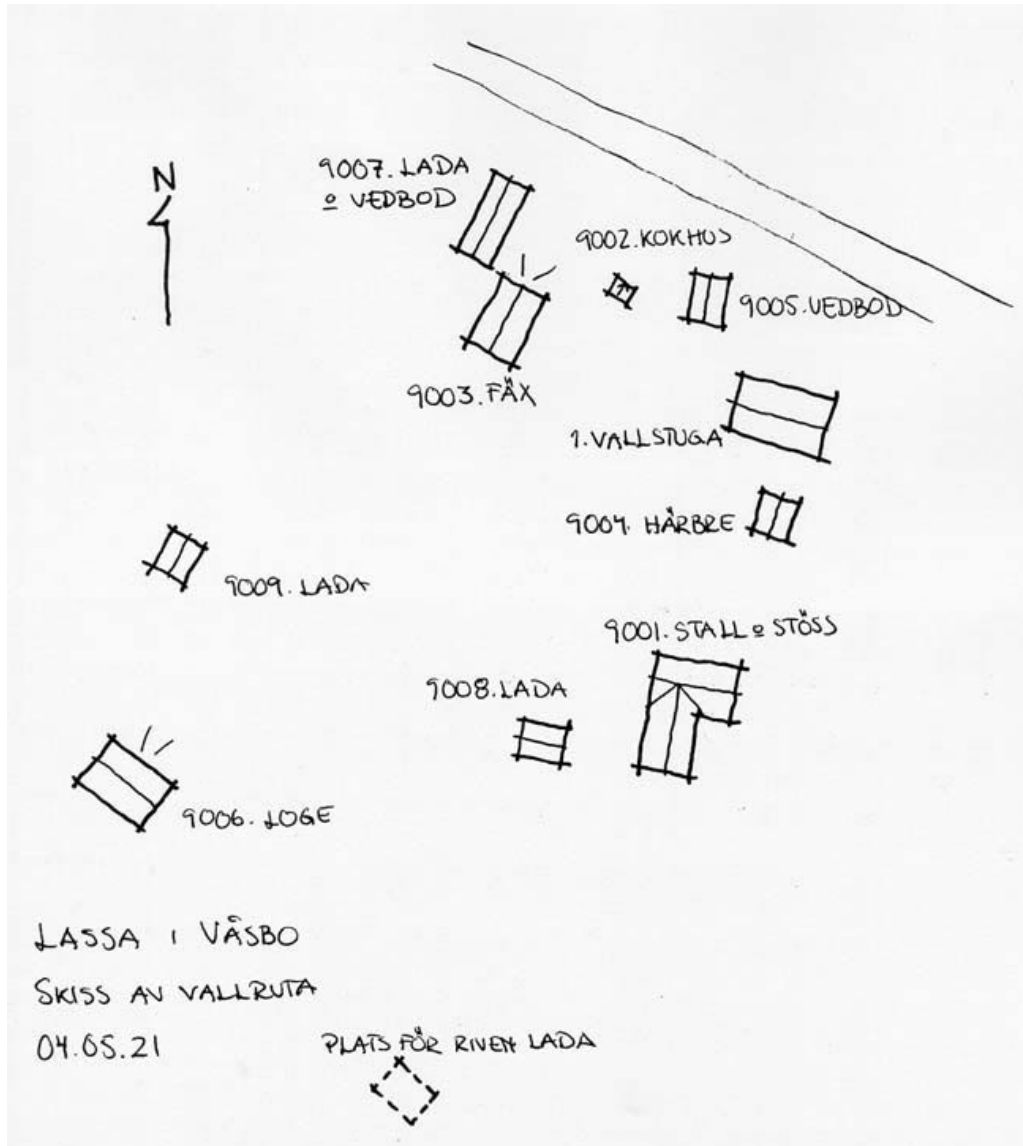 N
9007. LADA
o VEDBOD
9002. KOKHUS
9005. VEDBOD
9003. FÄX
1. VALLSTUGA
9004. HÄRBRE
9009. LADA
9001. STALL o STÖSS
9008. LADA
9006. LOGE
LASSA I VÅSBO
SKISS AV VALLRUTA
04.05.21
PLATS FÖR RIVEN LADA